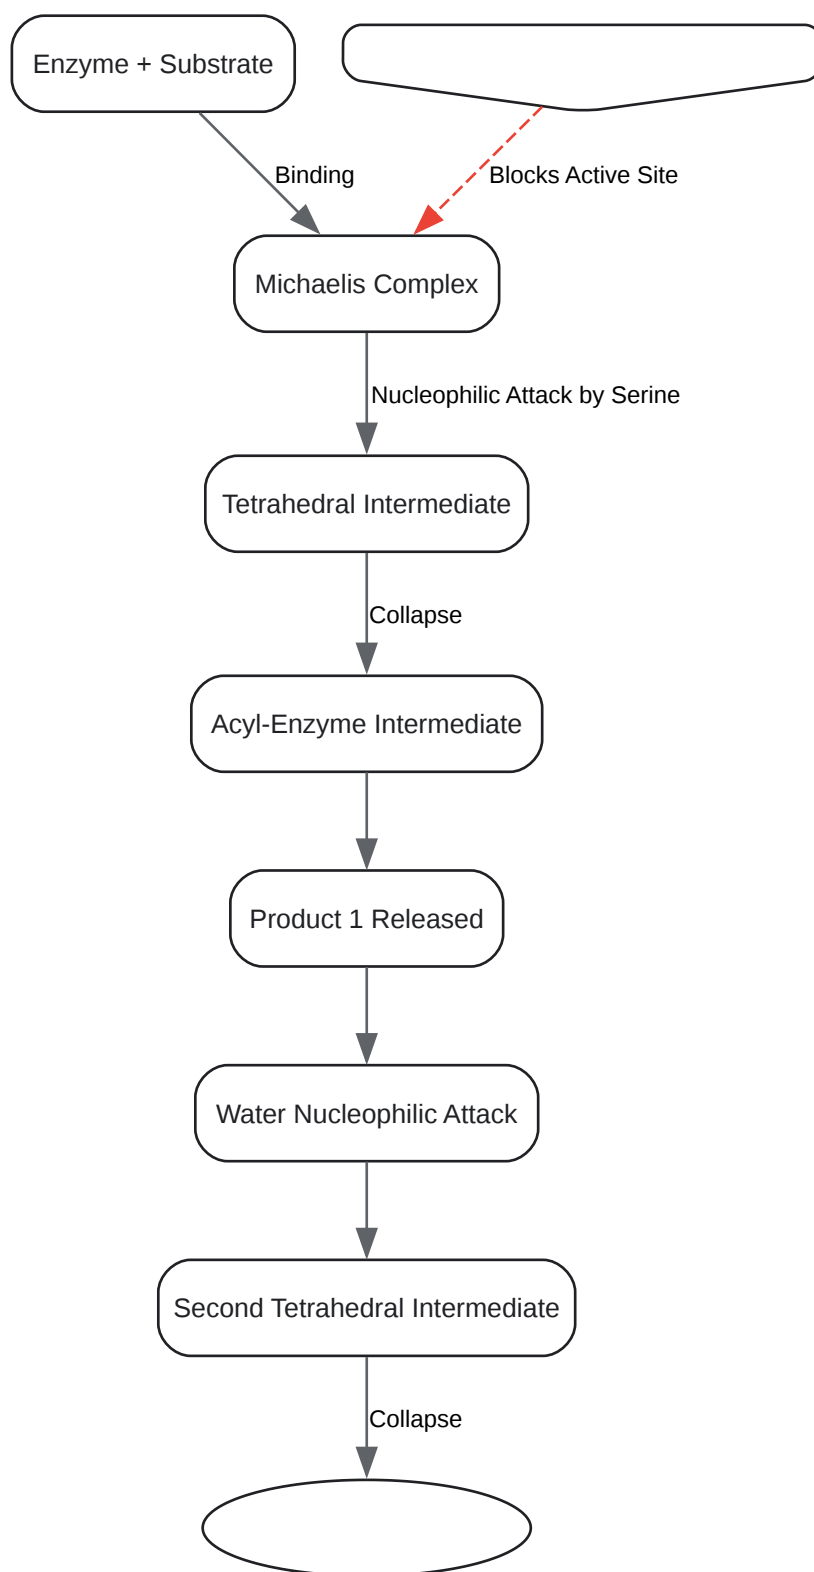 Enzyme + Substrate
Binding
Blocks Active Site
Michaelis Complex
Nucleophilic Attack by Serine
Tetrahedral Intermediate
Collapse
Acyl-Enzyme Intermediate
Product 1 Released
Water Nucleophilic Attack
Second Tetrahedral Intermediate
Collapse